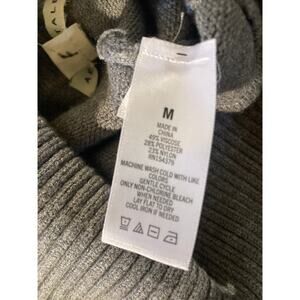 M
MADE IN
CHINA
49% VISCOSE
28% POLYESTER
23% NYLON
RN154379
MACHINE WASH COLD WITH LIKE
COLORS
GENTLE CYCLE
ONLY NON-CHLORINE BLEACH
WHEN NEEDED
LAY FLAT TO DRY
COOL IRON IF NEEDED